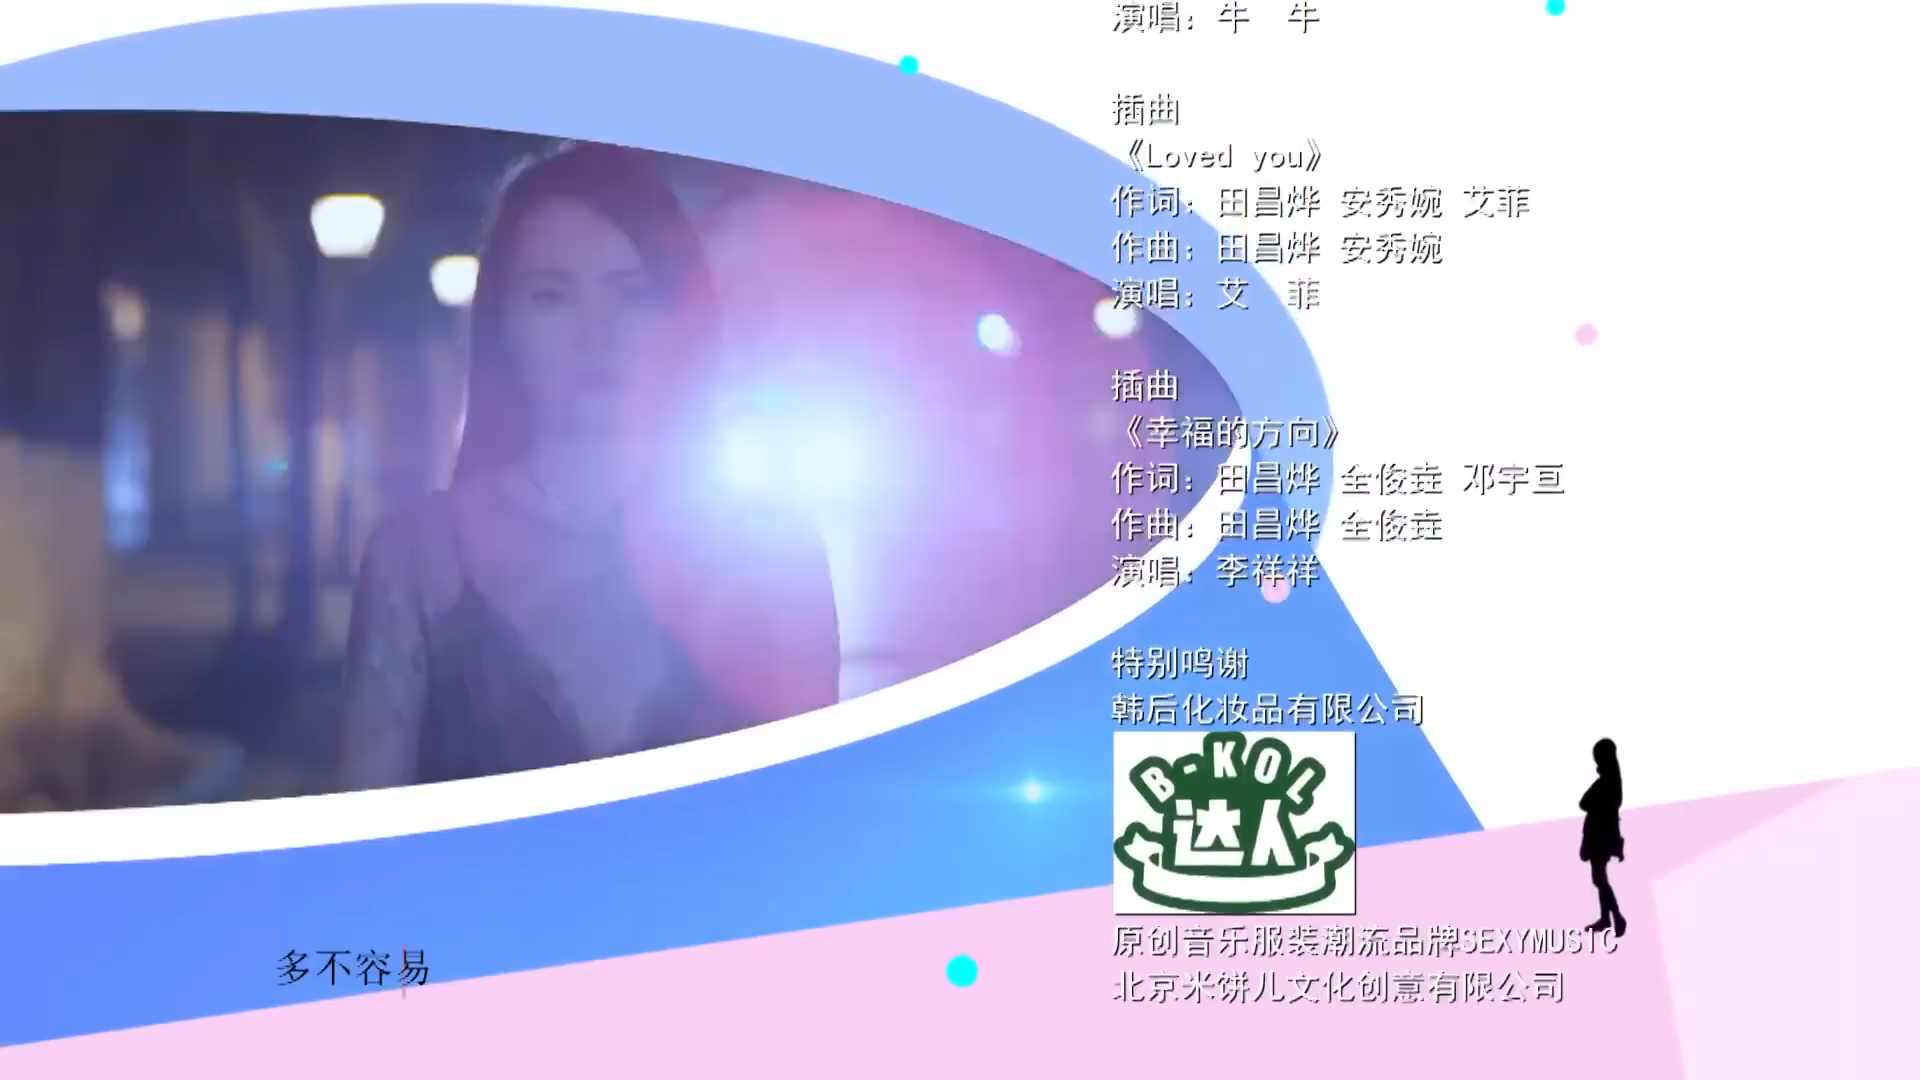 演唱：牛　牛
插曲
《Loved you》
作词：田昌烨 安秀婉 艾菲
作曲：田昌烨 安秀婉
演唱：艾　菲
插曲
《幸福的方向》
作词：田昌烨 全俊垚 邓宇亘
作曲：田昌烨 全俊垚
演唱：李祥祥
特别鸣谢
韩后化妆品有限公司
B-KOL
达人
原创音乐服装潮流品牌SEXYMUSIC
北京米饼儿文化创意有限公司
多不容易